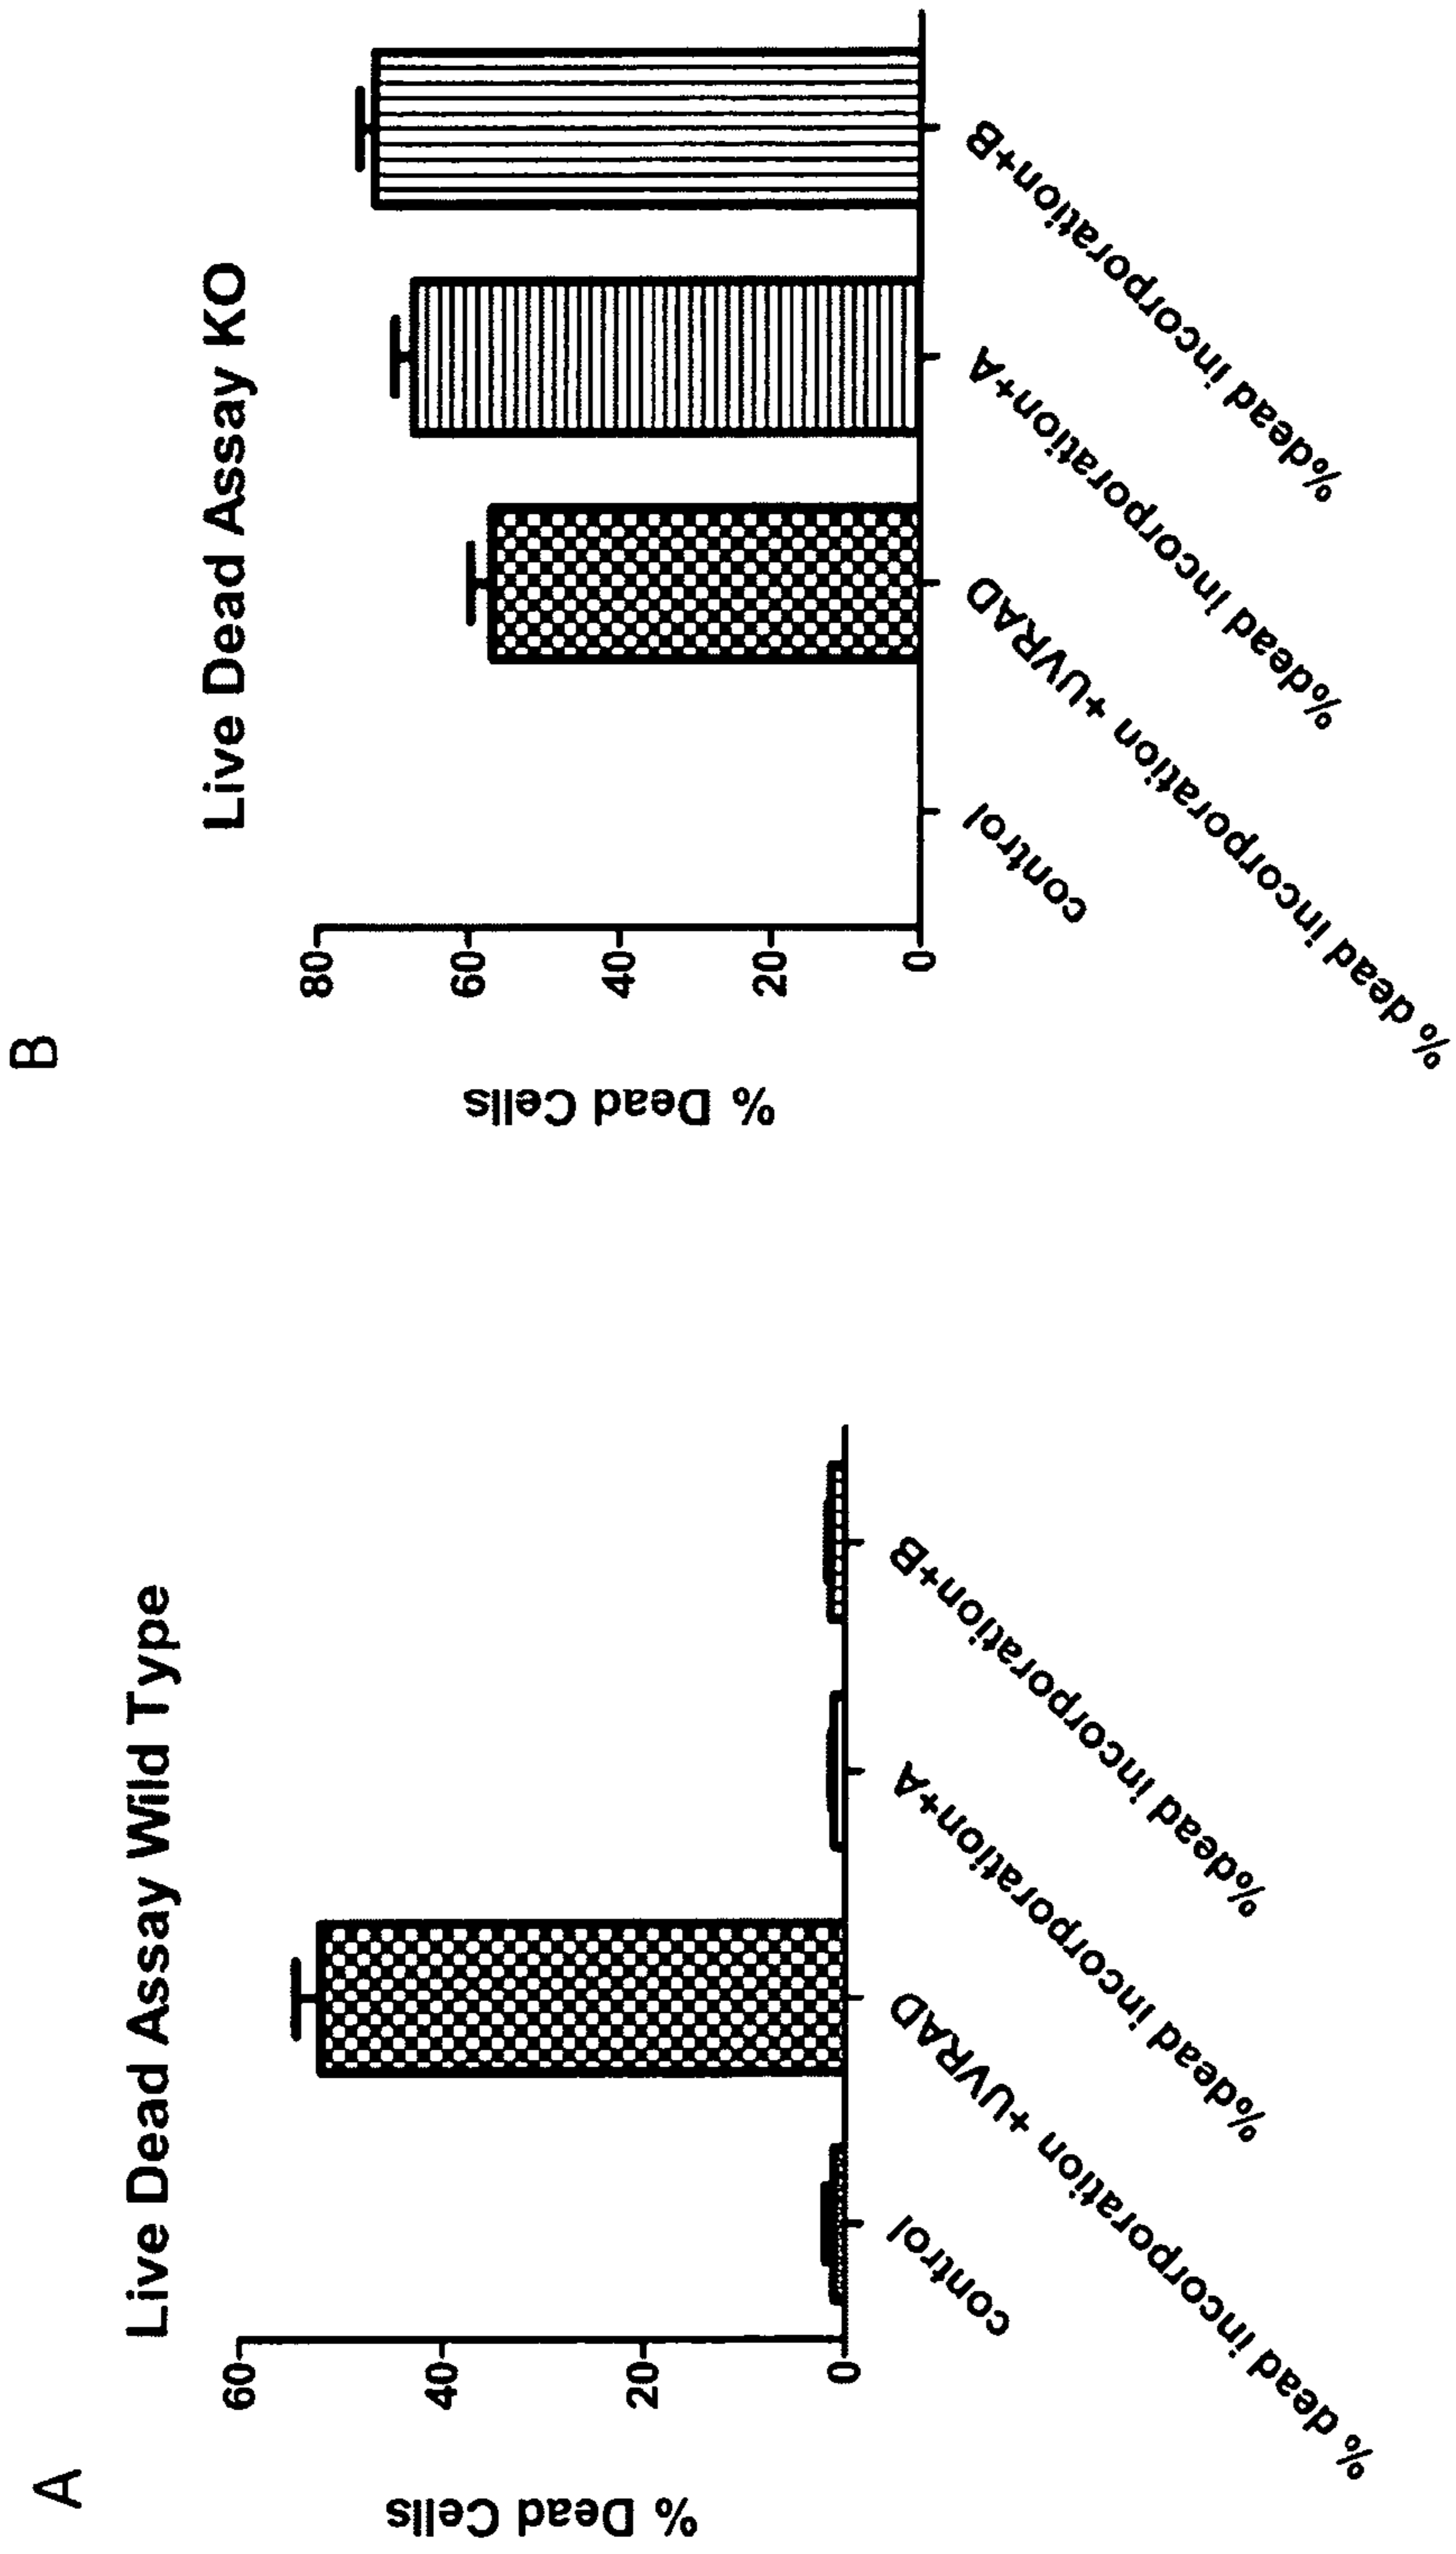 A
Live Dead Assay Wild Type
% Dead Cells
60
40
20
0
control
% dead incorporation +UVRAD
%dead incorporation+A
%dead incorporation+B
B
Live Dead Assay KO
% Dead Cells
80
60
40
20
0
control
% dead incorporation +UVRAD
%dead incorporation+A
%dead incorporation+B